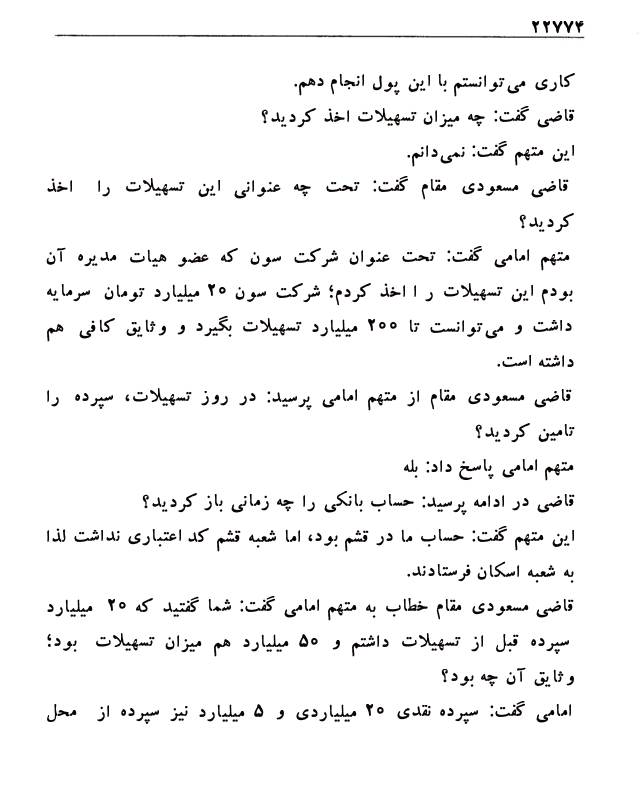 ۲۲۷۷۴
کاری می‌توانستم با این پول انجام دهم.
قاضی گفت: چه میزان تسهیلات اخذ کردید؟
این متهم گفت: نمی‌دانم.
قاضی مسعودی مقام گفت: تحت چه عنوانی این تسهیلات را اخذ
کردید؟
متهم امامی گفت: تحت عنوان شرکت سون که عضو هیات مدیره آن
بودم این تسهیلات را اخذ کردم؛ شرکت سون ۲۰ میلیارد تومان سرمایه
داشت و می‌توانست تا ۲۰۰ میلیارد تسهیلات بگیرد و وثایق کافی هم
داشته است.
قاضی مسعودی مقام از متهم امامی پرسید: در روز تسهیلات، سپرده را
تامین کردید؟
متهم امامی پاسخ داد: بله
قاضی در ادامه پرسید: حساب بانکی را چه زمانی باز کردید؟
این متهم گفت: حساب ما در قشم بود، اما شعبه قشم کد اعتباری نداشت لذا
به شعبه اسکان فرستادند.
قاضی مسعودی مقام خطاب به متهم امامی گفت: شما گفتید که ۲۰ میلیارد
سپرده قبل از تسهیلات داشتم و ۵۰ میلیارد هم میزان تسهیلات بود؛
وثایق آن چه بود؟
امامی گفت: سپرده نقدی ۲۰ میلیاردی و ۵ میلیارد نیز سپرده از محل